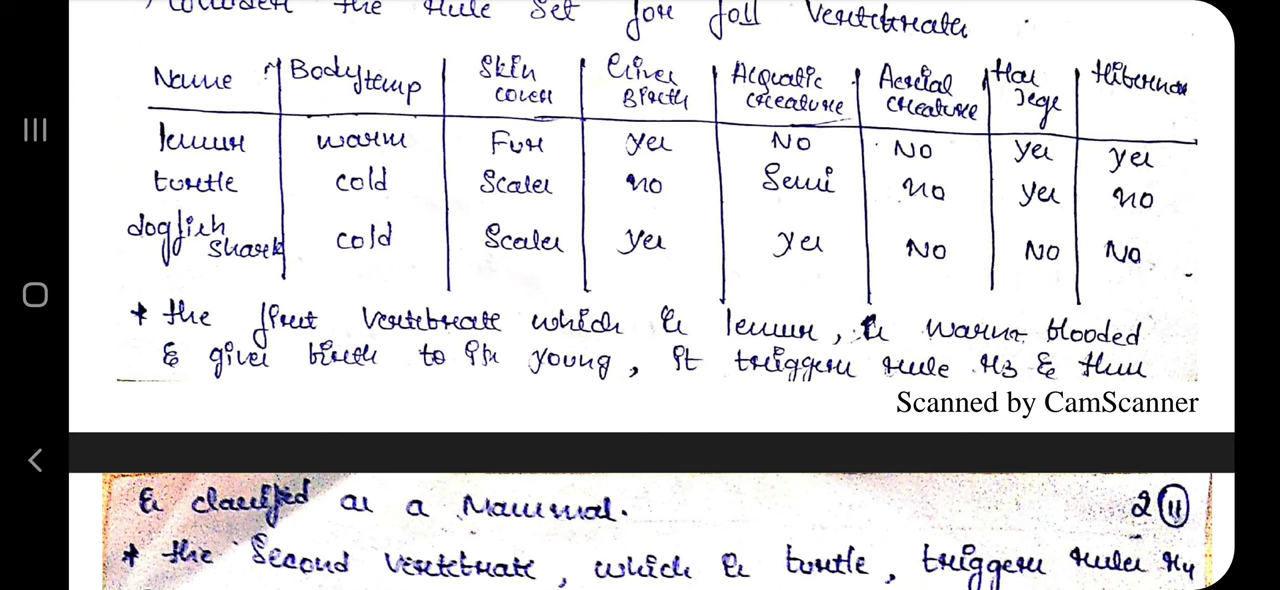 Consider the rule set for foll vertebrates
Name Body temp Skin cover Gives Birth Acquatic creature Aerial creature Has legs Hibernates
lemur warm Fur yes No No yes yes
turtle cold Scales no Semi no yes no
dogfish shark cold Scales yes yes No No No
* the first vertebrate which is lemur, is warm blooded
& gives birth to its young, it triggers rule r3 & thus
Scanned by CamScanner
is classified as a Mammal. 2 11
* the Second vertebrate, which is turtle, triggers rules r4